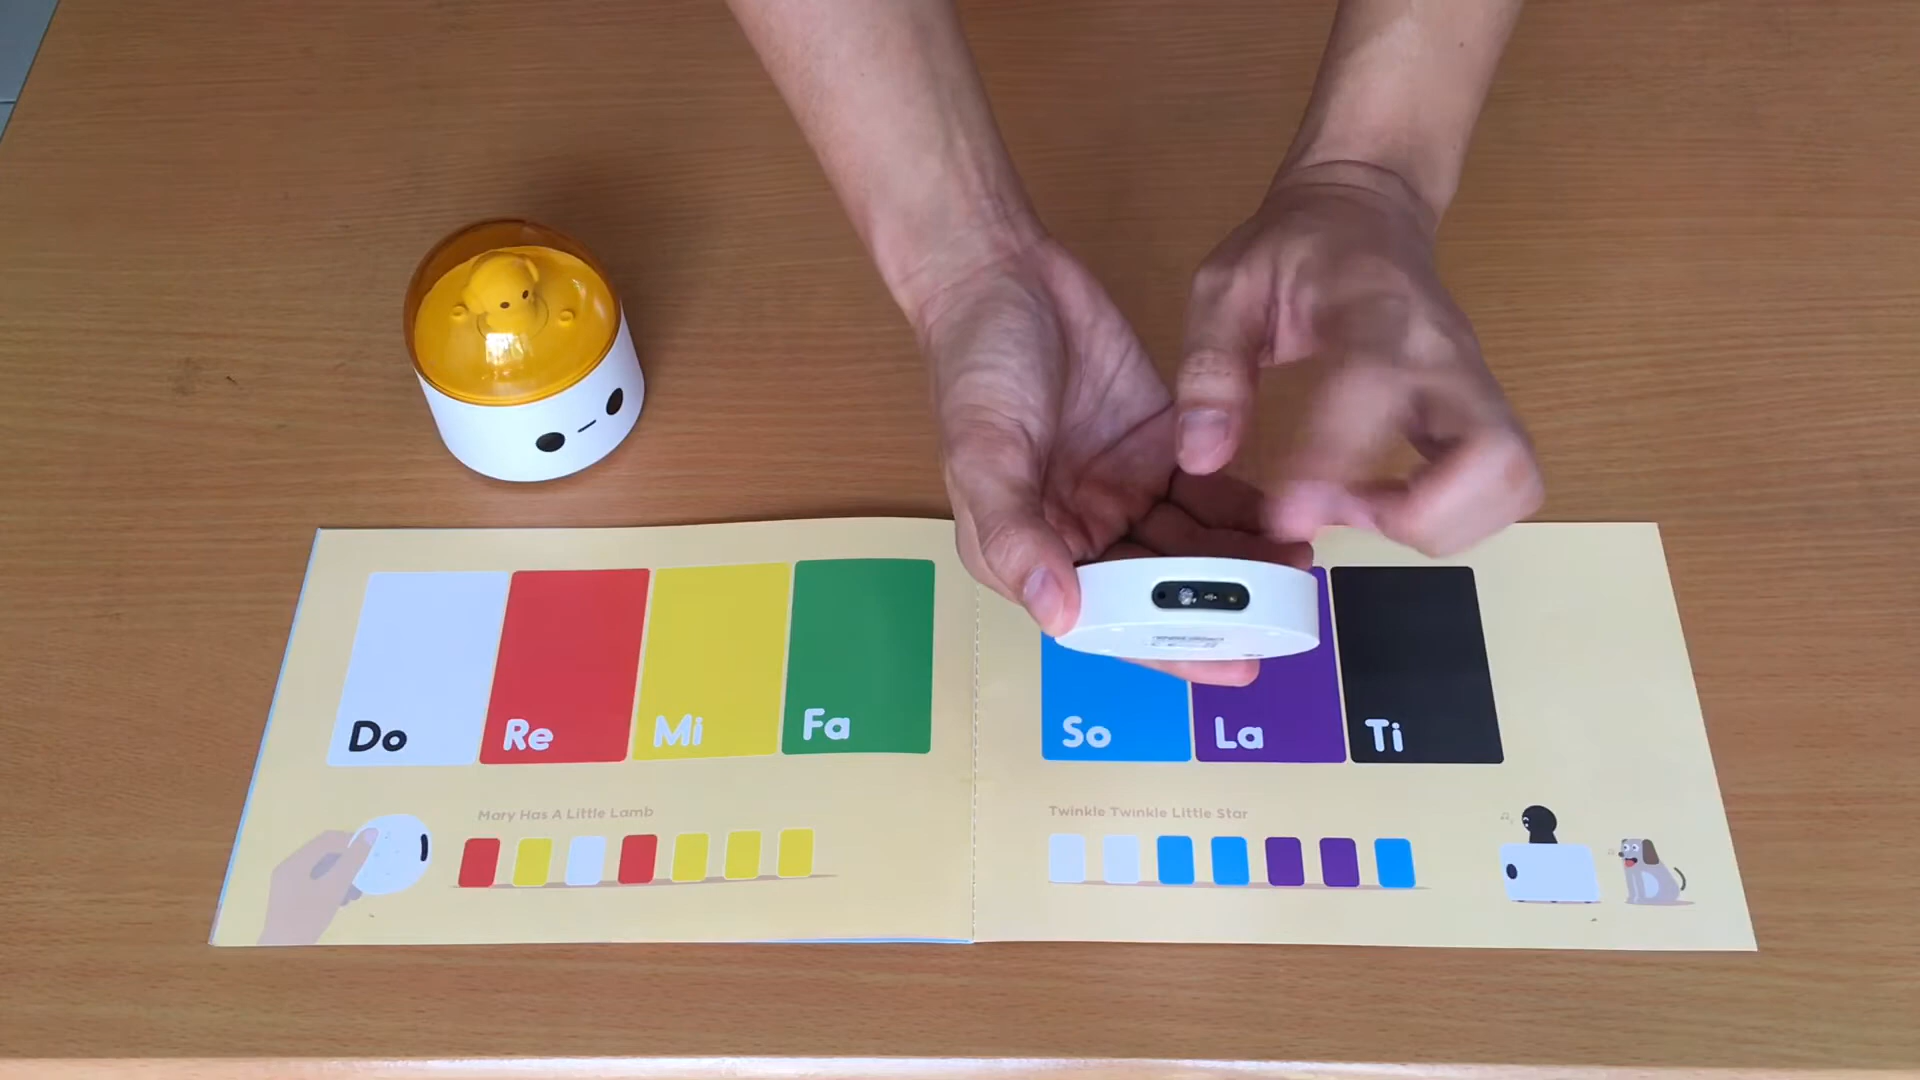 Do
Re
Mi
Fa
So
La
Ti
Mary Has A Little Lamb
Twinkle Twinkle Little Star